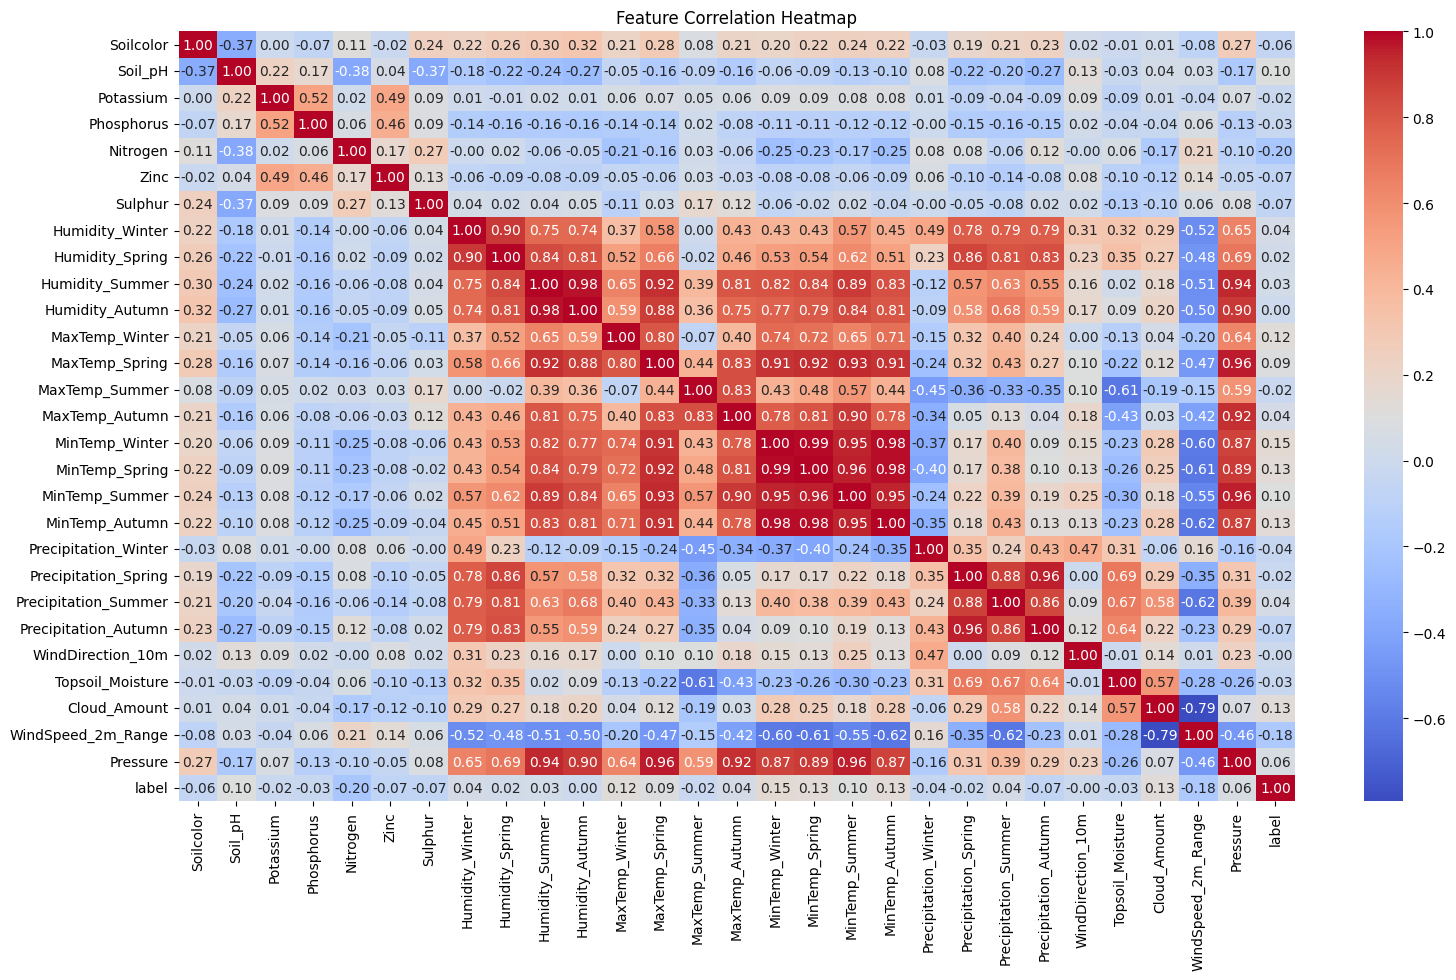 Feature Correlation Heatmap
Soilcolor 1.00 -0.37 0.00 -0.07 0.11 -0.02 0.24 0.22 0.26 0.30 0.32 0.21 0.28 0.08 0.21 0.20 0.22 0.24 0.22 -0.03 0.19 0.21 0.23 0.02 -0.01 0.01 -0.08 0.27 -0.06
Soil_pH -0.37 1.00 0.22 0.17 -0.38 0.04 -0.37 -0.18 -0.22 -0.24 -0.27 -0.05 -0.16 -0.09 -0.16 -0.06 -0.09 -0.13 -0.10 0.08 -0.22 -0.20 -0.27 0.13 -0.03 0.04 0.03 -0.17 0.10
Potassium 0.00 0.22 1.00 0.52 0.02 0.49 0.09 0.01 -0.01 0.02 0.01 0.06 0.07 0.05 0.06 0.09 0.09 0.08 0.08 0.01 -0.09 -0.04 -0.09 0.09 -0.09 0.01 -0.04 0.07 -0.02
Phosphorus -0.07 0.17 0.52 1.00 0.06 0.46 0.09 -0.14 -0.16 -0.16 -0.16 -0.14 -0.14 0.02 -0.08 -0.11 -0.11 -0.12 -0.12 -0.00 -0.15 -0.16 -0.15 0.02 -0.04 -0.04 0.06 -0.13 -0.03
Nitrogen 0.11 -0.38 0.02 0.06 1.00 0.17 0.27 -0.00 0.02 -0.06 -0.05 -0.21 -0.16 0.03 -0.06 -0.25 -0.23 -0.17 -0.25 0.08 0.08 -0.06 0.12 -0.00 0.06 -0.17 0.21 -0.10 -0.20
Zinc -0.02 0.04 0.49 0.46 0.17 1.00 0.13 -0.06 -0.09 -0.08 -0.09 -0.05 -0.06 0.03 -0.03 -0.08 -0.08 -0.06 -0.09 0.06 -0.10 -0.14 -0.08 0.08 -0.10 -0.12 0.14 -0.05 -0.07
Sulphur 0.24 -0.37 0.09 0.09 0.27 0.13 1.00 0.04 0.02 0.04 0.05 -0.11 0.03 0.17 0.12 -0.06 -0.02 0.02 -0.04 -0.00 -0.05 -0.08 0.02 0.02 -0.13 -0.10 0.06 0.08 -0.07
Humidity_Winter 0.22 -0.18 0.01 -0.14 -0.00 -0.06 0.04 1.00 0.90 0.75 0.74 0.37 0.58 0.00 0.43 0.43 0.43 0.57 0.45 0.49 0.78 0.79 0.79 0.31 0.32 0.29 -0.52 0.65 0.04
Humidity_Spring 0.26 -0.22 -0.01 -0.16 0.02 -0.09 0.02 0.90 1.00 0.84 0.81 0.52 0.66 -0.02 0.46 0.53 0.54 0.62 0.51 0.23 0.86 0.81 0.83 0.23 0.35 0.27 -0.48 0.69 0.02
Humidity_Summer 0.30 -0.24 0.02 -0.16 -0.06 -0.08 0.04 0.75 0.84 1.00 0.98 0.65 0.92 0.39 0.81 0.82 0.84 0.89 0.83 -0.12 0.57 0.63 0.55 0.16 0.02 0.18 -0.51 0.94 0.03
Humidity_Autumn 0.32 -0.27 0.01 -0.16 -0.05 -0.09 0.05 0.74 0.81 0.98 1.00 0.59 0.88 0.36 0.75 0.77 0.79 0.84 0.81 -0.09 0.58 0.68 0.59 0.17 0.09 0.20 -0.50 0.90 0.00
MaxTemp_Winter 0.21 -0.05 0.06 -0.14 -0.21 -0.05 -0.11 0.37 0.52 0.65 0.59 1.00 0.80 -0.07 0.40 0.74 0.72 0.65 0.71 -0.15 0.32 0.40 0.24 0.00 -0.13 0.04 -0.20 0.64 0.12
MaxTemp_Spring 0.28 -0.16 0.07 -0.14 -0.16 -0.06 0.03 0.58 0.66 0.92 0.88 0.80 1.00 0.44 0.83 0.91 0.92 0.93 0.91 -0.24 0.32 0.43 0.27 0.10 -0.22 0.12 -0.47 0.96 0.09
MaxTemp_Summer 0.08 -0.09 0.05 0.02 0.03 0.03 0.17 0.00 -0.02 0.39 0.36 -0.07 0.44 1.00 0.83 0.43 0.48 0.57 0.44 -0.45 -0.36 -0.33 -0.35 0.10 -0.61 -0.19 -0.15 0.59 -0.02
MaxTemp_Autumn 0.21 -0.16 0.06 -0.08 -0.06 -0.03 0.12 0.43 0.46 0.81 0.75 0.40 0.83 0.83 1.00 0.78 0.81 0.90 0.78 -0.34 0.05 0.13 0.04 0.18 -0.43 0.03 -0.42 0.92 0.04
MinTemp_Winter 0.20 -0.06 0.09 -0.11 -0.25 -0.08 -0.06 0.43 0.53 0.82 0.77 0.74 0.91 0.43 0.78 1.00 0.99 0.95 0.98 -0.37 0.17 0.40 0.09 0.15 -0.23 0.28 -0.60 0.87 0.15
MinTemp_Spring 0.22 -0.09 0.09 -0.11 -0.23 -0.08 -0.02 0.43 0.54 0.84 0.79 0.72 0.92 0.48 0.81 0.99 1.00 0.96 0.98 -0.40 0.17 0.38 0.10 0.13 -0.26 0.25 -0.61 0.89 0.13
MinTemp_Summer 0.24 -0.13 0.08 -0.12 -0.17 -0.06 0.02 0.57 0.62 0.89 0.84 0.65 0.93 0.57 0.90 0.95 0.96 1.00 0.95 -0.24 0.22 0.39 0.19 0.25 -0.30 0.18 -0.55 0.96 0.10
MinTemp_Autumn 0.22 -0.10 0.08 -0.12 -0.25 -0.09 -0.04 0.45 0.51 0.83 0.81 0.71 0.91 0.44 0.78 0.98 0.98 0.95 1.00 -0.35 0.18 0.43 0.13 0.13 -0.23 0.28 -0.62 0.87 0.13
Precipitation_Winter -0.03 0.08 0.01 -0.00 0.08 0.06 -0.00 0.49 0.23 -0.12 -0.09 -0.15 -0.24 -0.45 -0.34 -0.37 -0.40 -0.24 -0.35 1.00 0.35 0.24 0.43 0.47 0.31 -0.06 0.16 -0.16 -0.04
Precipitation_Spring 0.19 -0.22 -0.09 -0.15 0.08 -0.10 -0.05 0.78 0.86 0.57 0.58 0.32 0.32 -0.36 0.05 0.17 0.17 0.22 0.18 0.35 1.00 0.88 0.96 0.00 0.69 0.29 -0.35 0.31 -0.02
Precipitation_Summer 0.21 -0.20 -0.04 -0.16 -0.06 -0.14 -0.08 0.79 0.81 0.63 0.68 0.40 0.43 -0.33 0.13 0.40 0.38 0.39 0.43 0.24 0.88 1.00 0.86 0.09 0.67 0.58 -0.62 0.39 0.04
Precipitation_Autumn 0.23 -0.27 -0.09 -0.15 0.12 -0.08 0.02 0.79 0.83 0.55 0.59 0.24 0.27 -0.35 0.04 0.09 0.10 0.19 0.13 0.43 0.96 0.86 1.00 0.12 0.64 0.22 -0.23 0.29 -0.07
WindDirection_10m 0.02 0.13 0.09 0.02 -0.00 0.08 0.02 0.31 0.23 0.16 0.17 0.00 0.10 0.10 0.18 0.15 0.13 0.25 0.13 0.47 0.00 0.09 0.12 1.00 -0.01 0.14 0.01 0.23 -0.00
Topsoil_Moisture -0.01 -0.03 -0.09 -0.04 0.06 -0.10 -0.13 0.32 0.35 0.02 0.09 -0.13 -0.22 -0.61 -0.43 -0.23 -0.26 -0.30 -0.23 0.31 0.69 0.67 0.64 -0.01 1.00 0.57 -0.28 -0.26 -0.03
Cloud_Amount 0.01 0.04 0.01 -0.04 -0.17 -0.12 -0.10 0.29 0.27 0.18 0.20 0.04 0.12 -0.19 0.03 0.28 0.25 0.18 0.28 -0.06 0.29 0.58 0.22 0.14 0.57 1.00 -0.79 0.07 0.13
WindSpeed_2m_Range -0.08 0.03 -0.04 0.06 0.21 0.14 0.06 -0.52 -0.48 -0.51 -0.50 -0.20 -0.47 -0.15 -0.42 -0.60 -0.61 -0.55 -0.62 0.16 -0.35 -0.62 -0.23 0.01 -0.28 -0.79 1.00 -0.46 -0.18
Pressure 0.27 -0.17 0.07 -0.13 -0.10 -0.05 0.08 0.65 0.69 0.94 0.90 0.64 0.96 0.59 0.92 0.87 0.89 0.96 0.87 -0.16 0.31 0.39 0.29 0.23 -0.26 0.07 -0.46 1.00 0.06
label -0.06 0.10 -0.02 -0.03 -0.20 -0.07 -0.07 0.04 0.02 0.03 0.00 0.12 0.09 -0.02 0.04 0.15 0.13 0.10 0.13 -0.04 -0.02 0.04 -0.07 -0.00 -0.03 0.13 -0.18 0.06 1.00
Soilcolor
Soil_pH
Potassium
Phosphorus
Nitrogen
Zinc
Sulphur
Humidity_Winter
Humidity_Spring
Humidity_Summer
Humidity_Autumn
MaxTemp_Winter
MaxTemp_Spring
MaxTemp_Summer
MaxTemp_Autumn
MinTemp_Winter
MinTemp_Spring
MinTemp_Summer
MinTemp_Autumn
Precipitation_Winter
Precipitation_Spring
Precipitation_Summer
Precipitation_Autumn
WindDirection_10m
Topsoil_Moisture
Cloud_Amount
WindSpeed_2m_Range
Pressure
label
1.0
0.8
0.6
0.4
0.2
0.0
−0.2
−0.4
−0.6